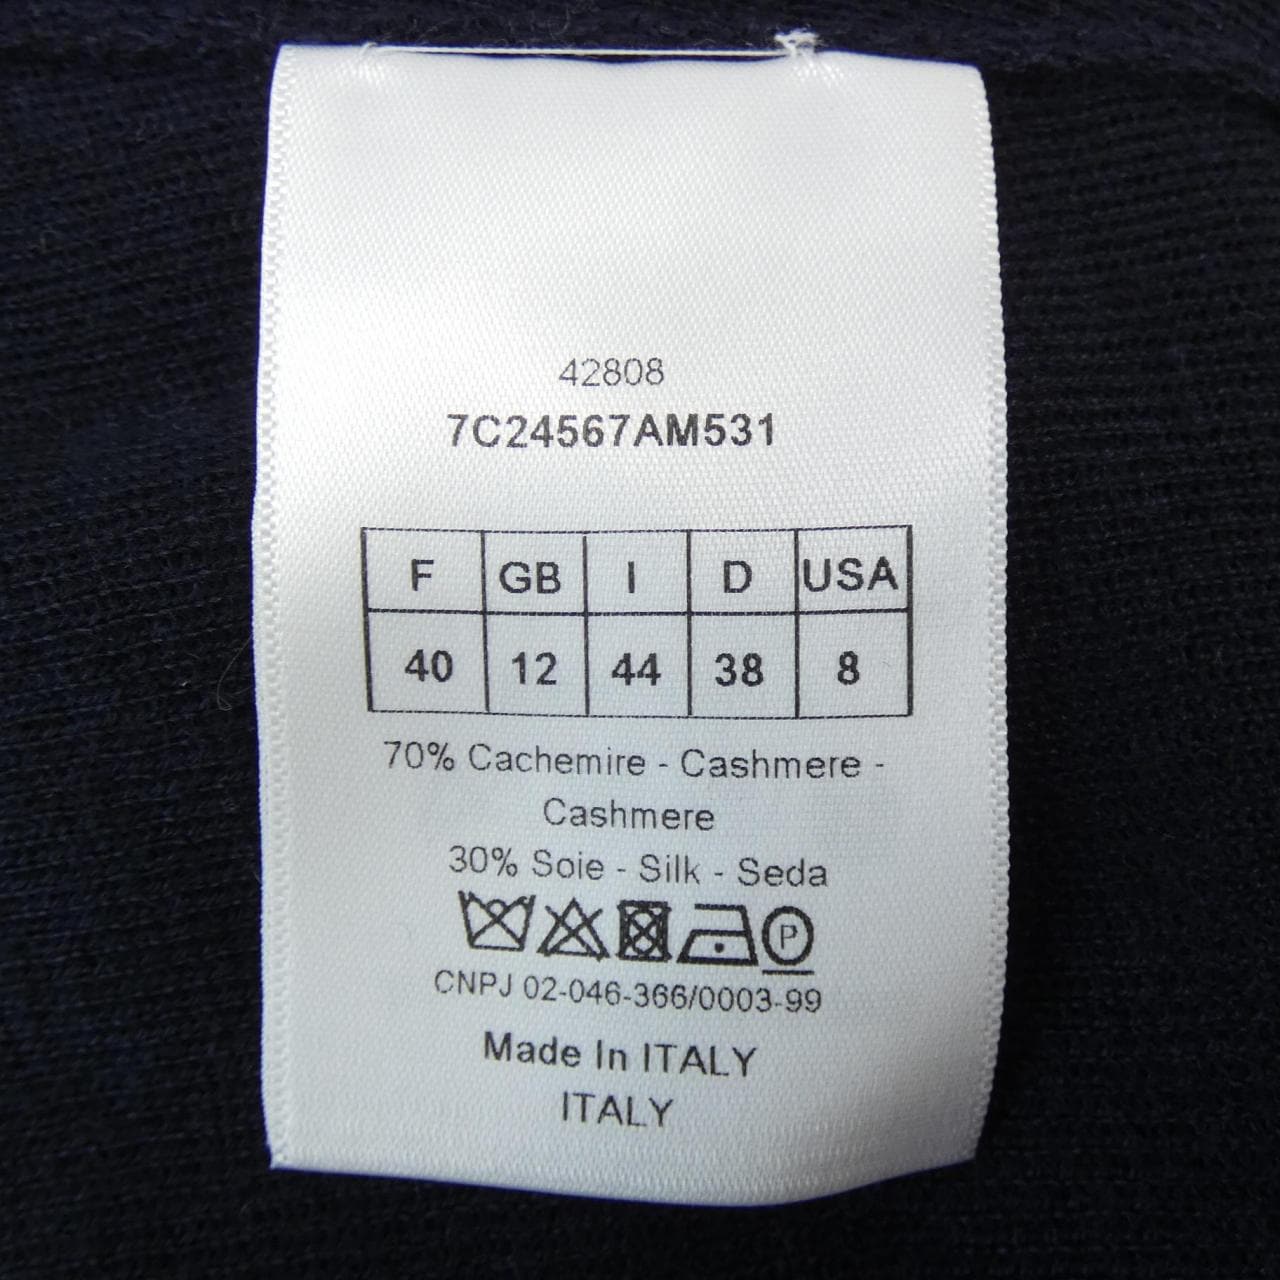 42808
7C24567AM531
F GB I D USA
40 12 44 38 8
70% Cachemire - Cashmere -
Cashmere
30% Soie - Silk - Seda
P
CNPJ 02-046-366/0003-99
Made In ITALY
ITALY